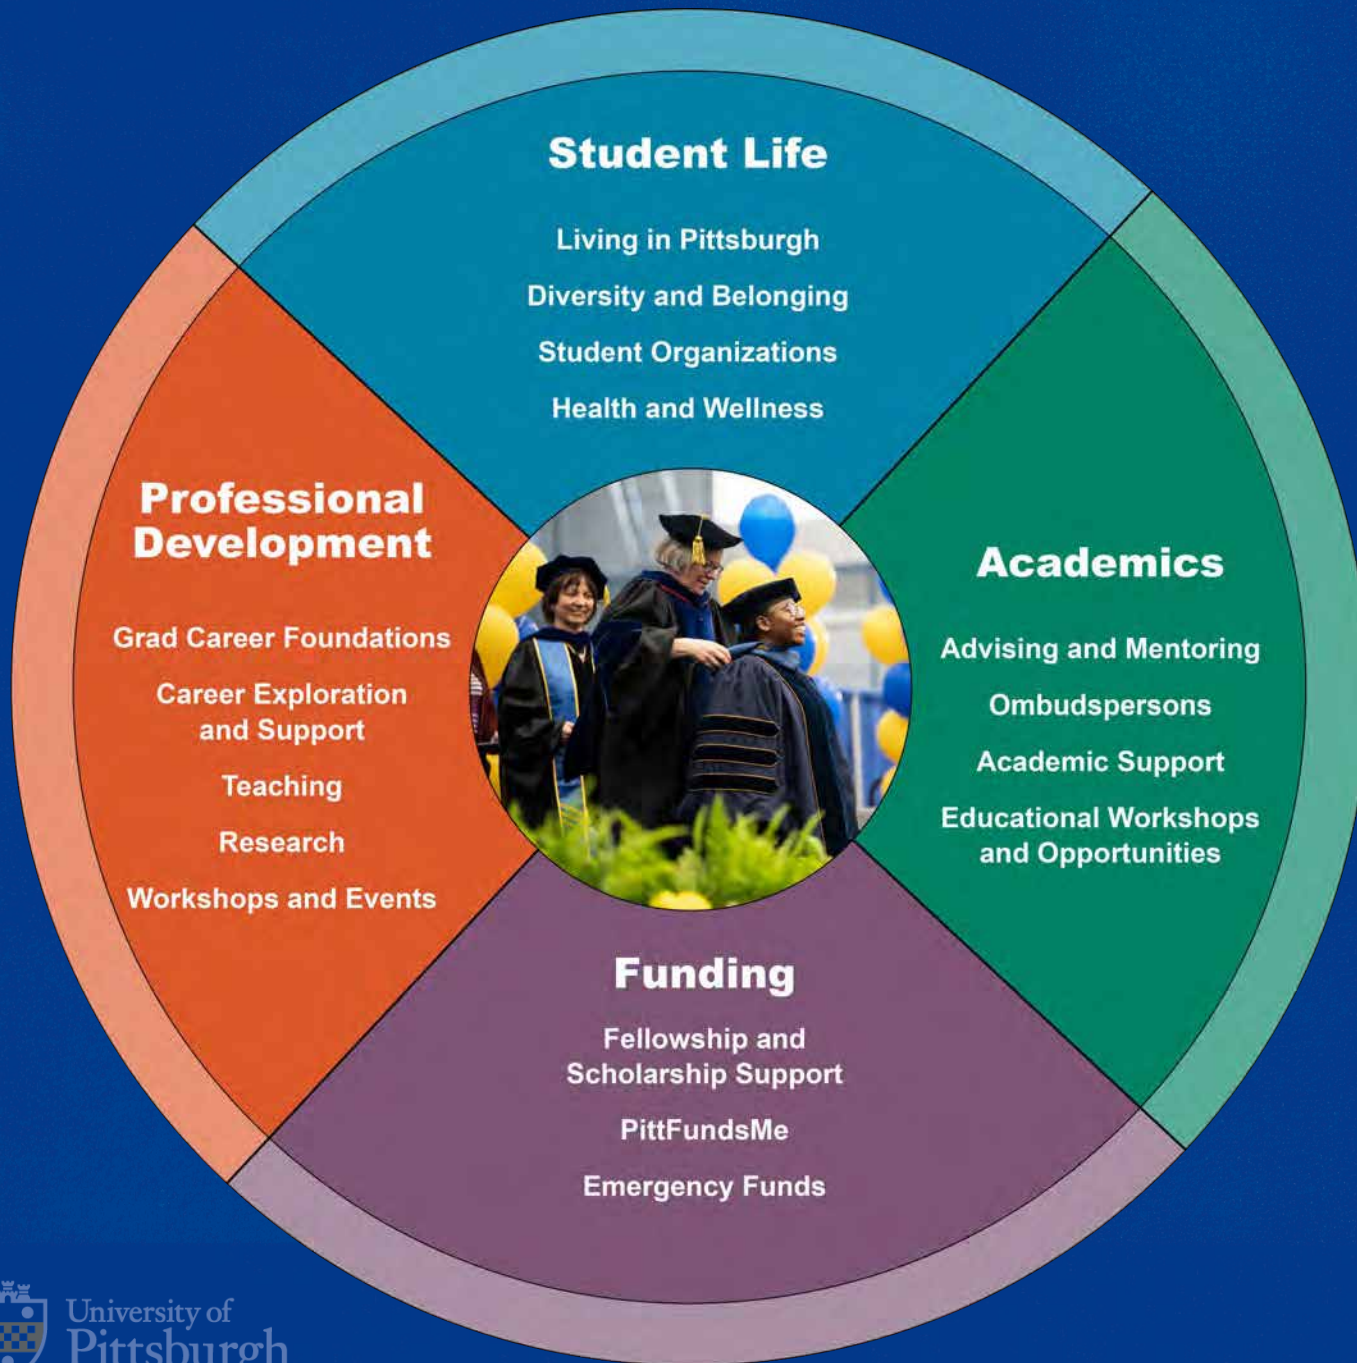 Student Life
Living in Pittsburgh
Diversity and Belonging
Student Organizations
Health and Wellness
Professional
Development
Grad Career Foundations
Career Exploration
and Support
Teaching
Research
Workshops and Events
Academics
Advising and Mentoring
Ombudspersons
Academic Support
Educational Workshops
and Opportunities
Funding
Fellowship and
Scholarship Support
PittFundsMe
Emergency Funds
University of
Pittsburgh